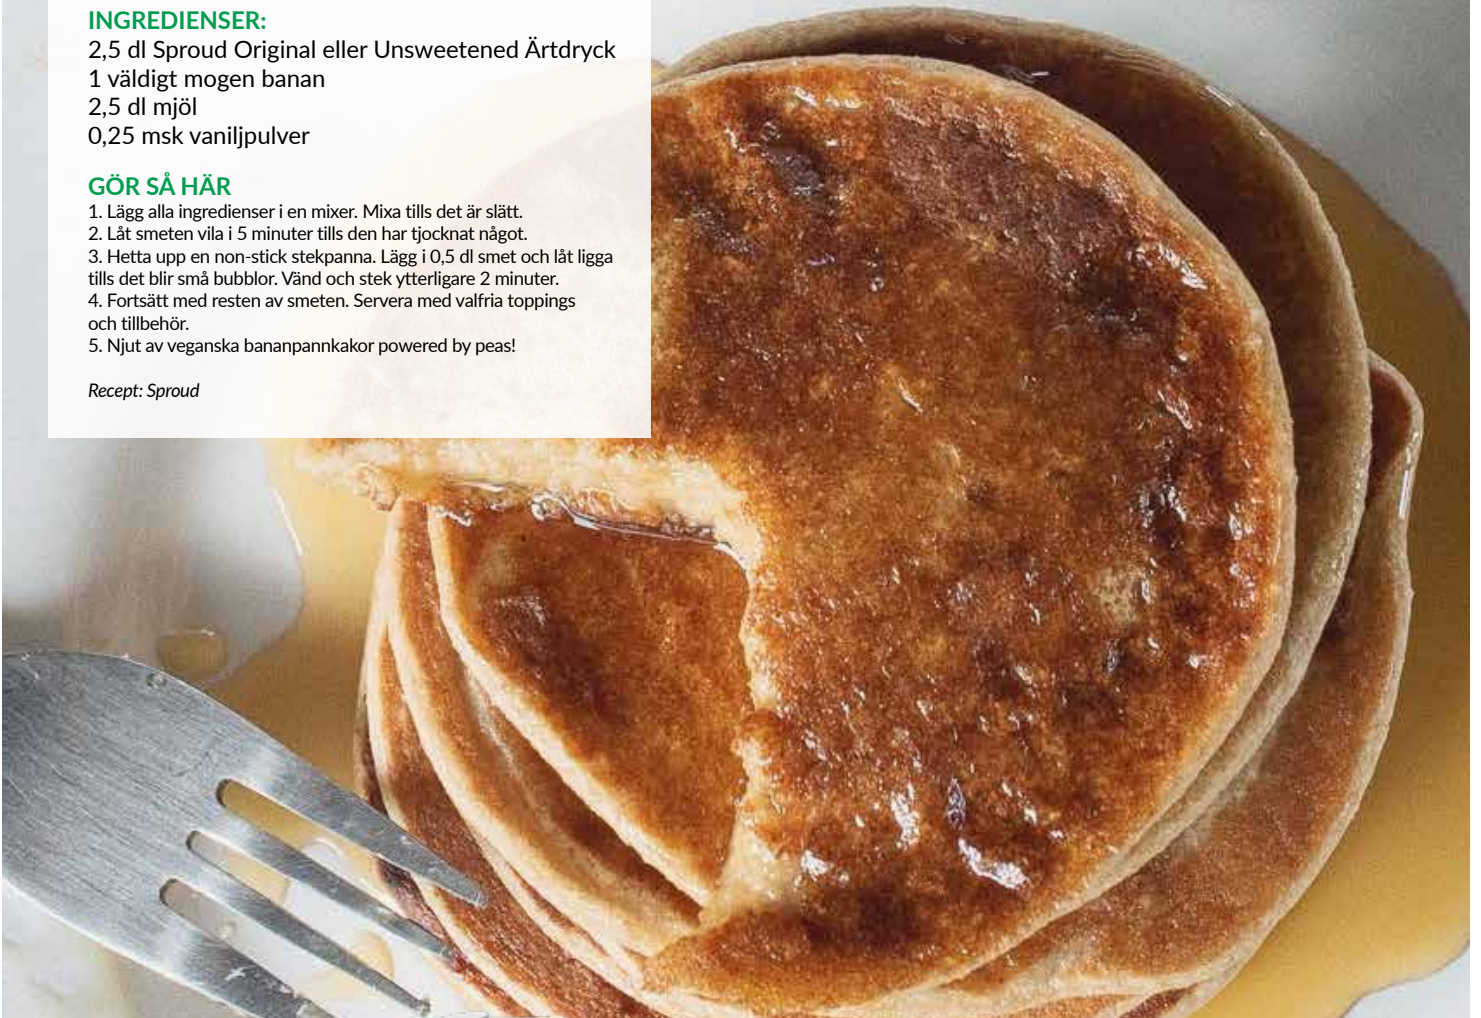 INGREDIENSER:
2,5 dl Sproud Original eller Unsweetened Ärtdryck
1 väldigt mogen banan
2,5 dl mjöl
0,25 msk vaniljpulver
GÖR SÅ HÄR
1. Lägg alla ingredienser i en mixer. Mixa tills det är slätt.
2. Låt smeten vila i 5 minuter tills den har tjocknat något.
3. Hetta upp en non-stick stekpanna. Lägg i 0,5 dl smet och låt ligga
tills det blir små bubblor. Vänd och stek ytterligare 2 minuter.
4. Fortsätt med resten av smeten. Servera med valfria toppings
och tillbehör.
5. Njut av veganska bananpannkakor powered by peas!
Recept: Sproud